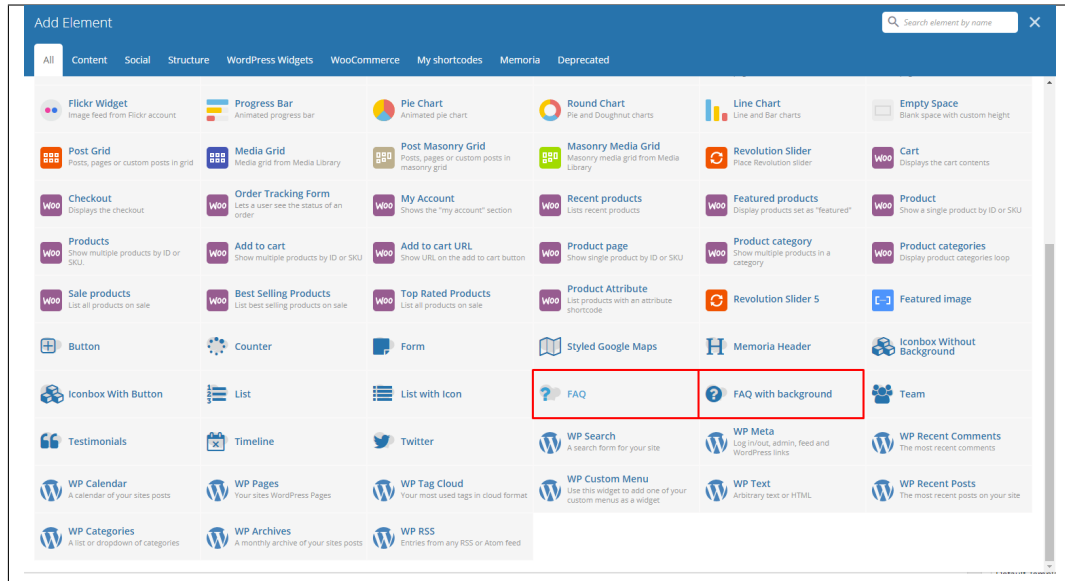 Add Element
Search element by name
All Content Social Structure WordPress Widgets WooCommerce My shortcodes Memoria Deprecated
Flickr Widget
Image feed from Flickr account
Progress Bar
Animated progress bar
Pie Chart
Animated pie chart
Round Chart
Pie and Doughnut charts
Line Chart
Line and Bar charts
Empty Space
Blank space with custom height
Post Grid
Posts, pages or custom posts in grid
Media Grid
Media grid from Media Library
Post Masonry Grid
Posts, pages or custom posts in
masonry grid
Masonry Media Grid
Masonry media grid from Media
Library
Revolution Slider
Place Revolution slider
Woo
Cart
Displays the cart contents
Woo
Checkout
Displays the checkout
Woo
Order Tracking Form
Lets a user see the status of an
order
Woo
My Account
Shows the "my account" section
Woo
Recent products
Lists recent products
Woo
Featured products
Display products set as "featured"
Woo
Product
Show a single product by ID or SKU
Woo
Products
Show multiple products by ID or
SKU.
Woo
Add to cart
Show multiple products by ID or SKU
Woo
Add to cart URL
Show URL on the add to cart button
Woo
Product page
Show single product by ID or SKU
Woo
Product category
Show multiple products in a
category
Woo
Product categories
Display product categories loop
Woo
Sale products
List all products on sale
Woo
Best Selling Products
List best selling products on sale
Woo
Top Rated Products
List all products on sale
Woo
Product Attribute
List products with an attribute
shortcode
Revolution Slider 5
Featured image
Button
Counter
Form
Styled Google Maps
H
Memoria Header
Iconbox Without
Background
Iconbox With Button
List
List with Icon
FAQ
FAQ with background
Team
Testimonials
Timeline
Twitter
WP Search
A search form for your site
WP Meta
Log in/out, admin, feed and
WordPress links
WP Recent Comments
The most recent comments
WP Calendar
A calendar of your sites posts
WP Pages
Your sites WordPress Pages
WP Tag Cloud
Your most used tags in cloud format
WP Custom Menu
Use this widget to add one of your
custom menus as a widget
WP Text
Arbitrary text or HTML
WP Recent Posts
The most recent posts on your site
WP Categories
A list or dropdown of categories
WP Archives
A monthly archive of your sites posts
WP RSS
Entries from any RSS or Atom feed